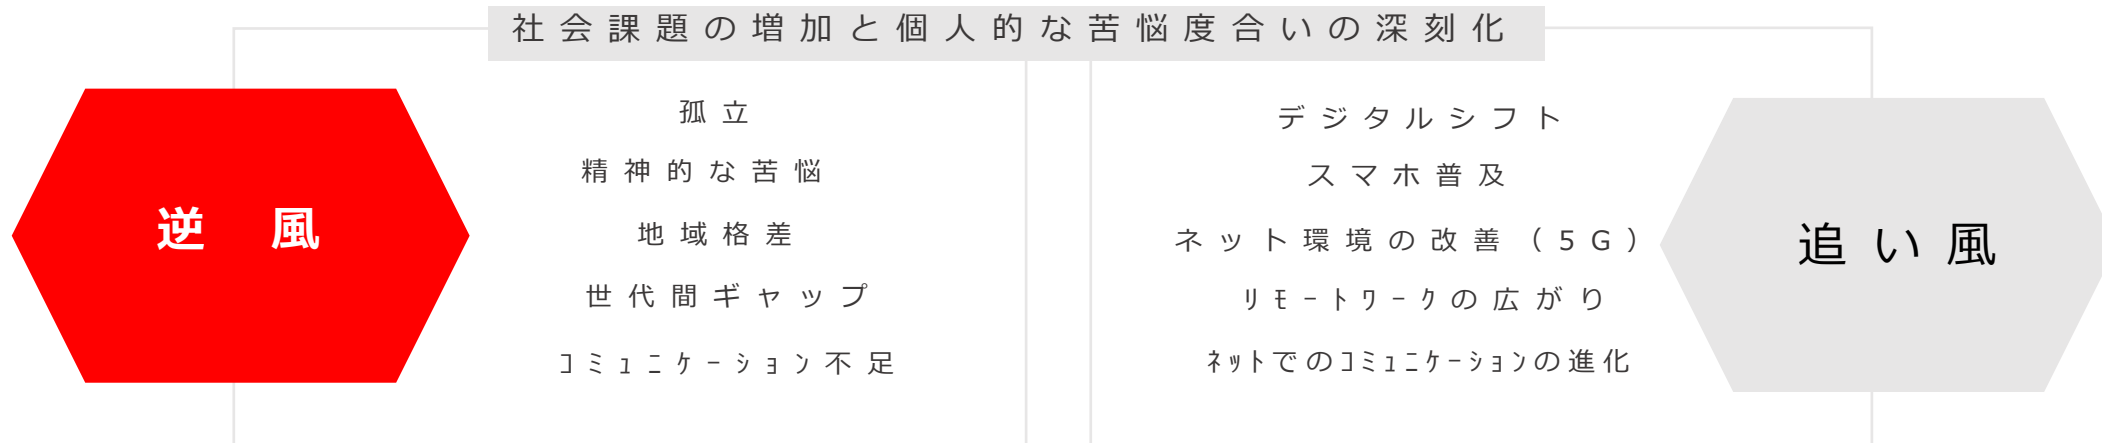 社会課題の増加と個人的な苦悩度合いの深刻化
逆 風
孤立
精神的な苦悩
地域格差
世代間ギャップ
ｺﾐｭﾆｹｰｼｮﾝ不足
デジタルシフト
スマホ普及
ネット環境の改善（5G）
ﾘﾓｰﾄﾜｰｸの広がり
ﾈｯﾄでのｺﾐｭﾆｹｰｼｮﾝの進化
追い風